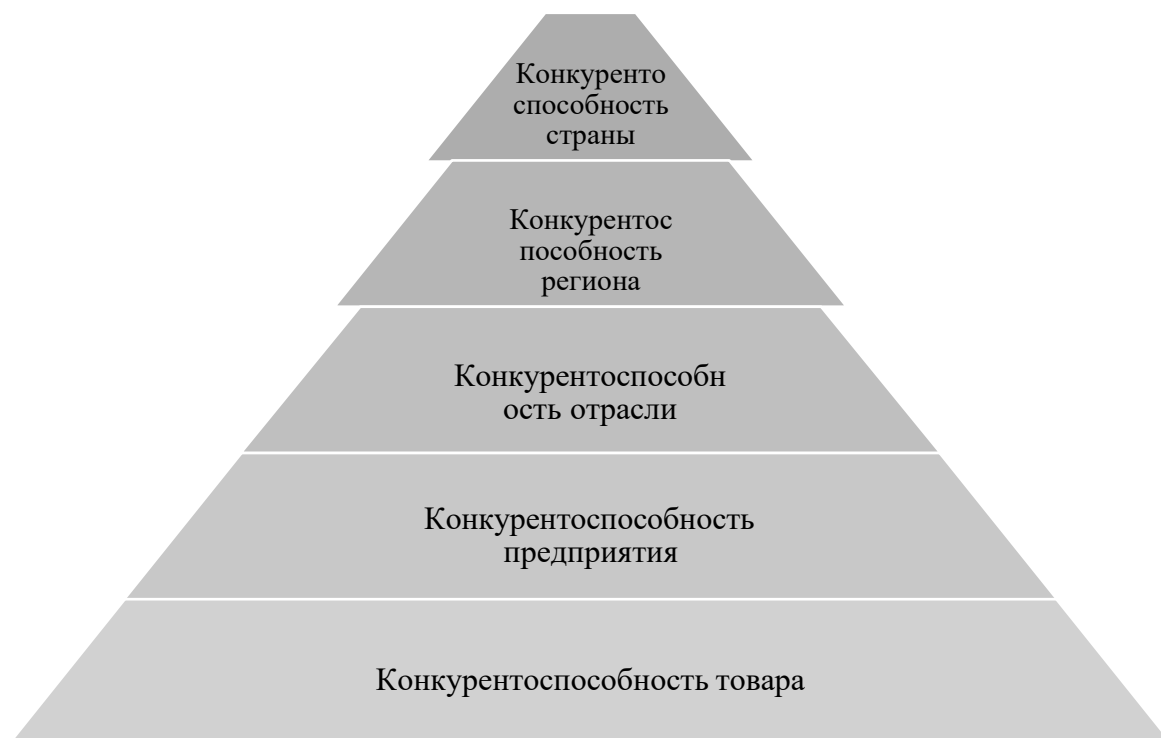 Конкуренто
способность
страны
Конкурентос
пособность
региона
Конкурентоспособн
ость отрасли
Конкурентоспособность
предприятия
Конкурентоспособность товара